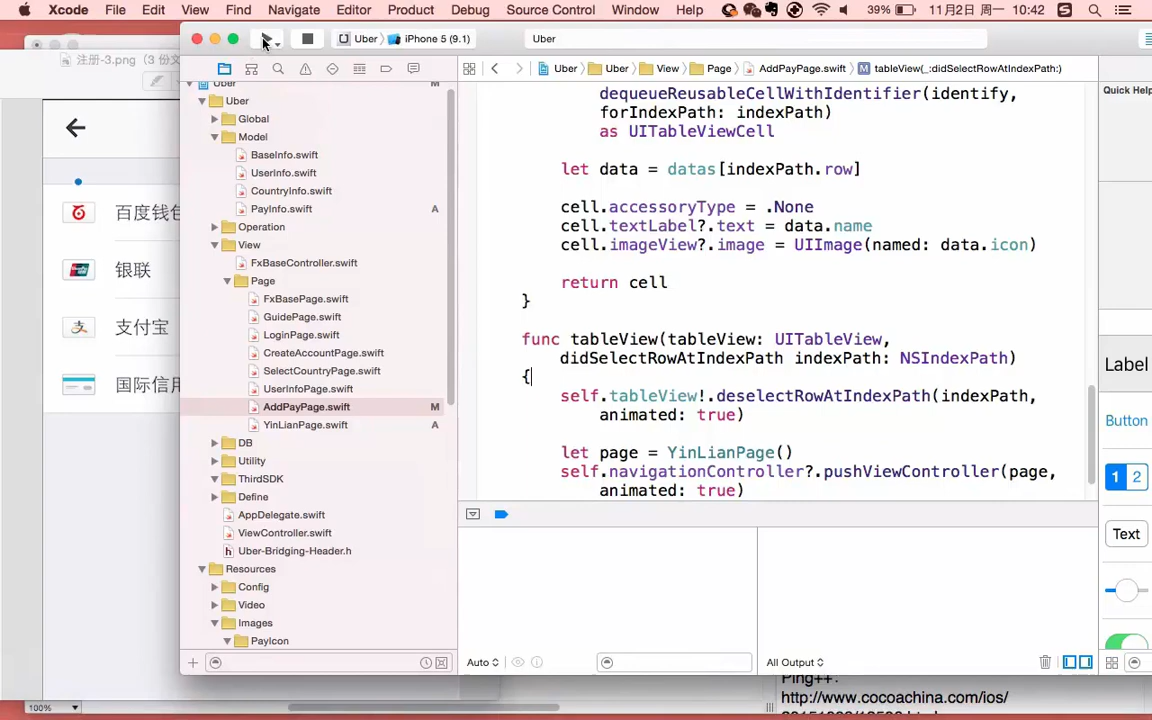 Xcode File Edit View Find Navigate Editor Product Debug Source Control Window Help 39% 11月2日 周一 10:42
注册-3.png (3 份文
Uber iPhone 5 (9.1) Uber
Uber Uber View Page AddPayPage.swift M tableView(_:didSelectRowAtIndexPath:)
Quick Help
百度钱包
银联
支付宝
国际信用
100%
Uber
Uber
Global
Model
BaseInfo.swift
UserInfo.swift
CountryInfo.swift
PayInfo.swift A
Operation
View
FxBaseController.swift
Page
FxBasePage.swift
GuidePage.swift
LoginPage.swift
CreateAccountPage.swift
SelectCountryPage.swift
UserInfoPage.swift
AddPayPage.swift M
YinLianPage.swift A
DB
Utility
ThirdSDK
Define
AppDelegate.swift
ViewController.swift
h Uber-Bridging-Header.h
Resources
Config
Video
Images
PayIcon
dequeueReusableCellWithIdentifier(identify,
forIndexPath: indexPath)
as UITableViewCell
let data = datas[indexPath.row]
cell.accessoryType = .None
cell.textLabel?.text = data.name
cell.imageView?.image = UIImage(named: data.icon)
return cell
}
func tableView(tableView: UITableView,
didSelectRowAtIndexPath indexPath: NSIndexPath)
{
self.tableView!.deselectRowAtIndexPath(indexPath,
animated: true)
let page = YinLianPage()
self.navigationController?.pushViewController(page,
animated: true)
Auto
All Output
Label
Button
1 2
Text
Ping++:
http://www.cocoachina.com/ios/